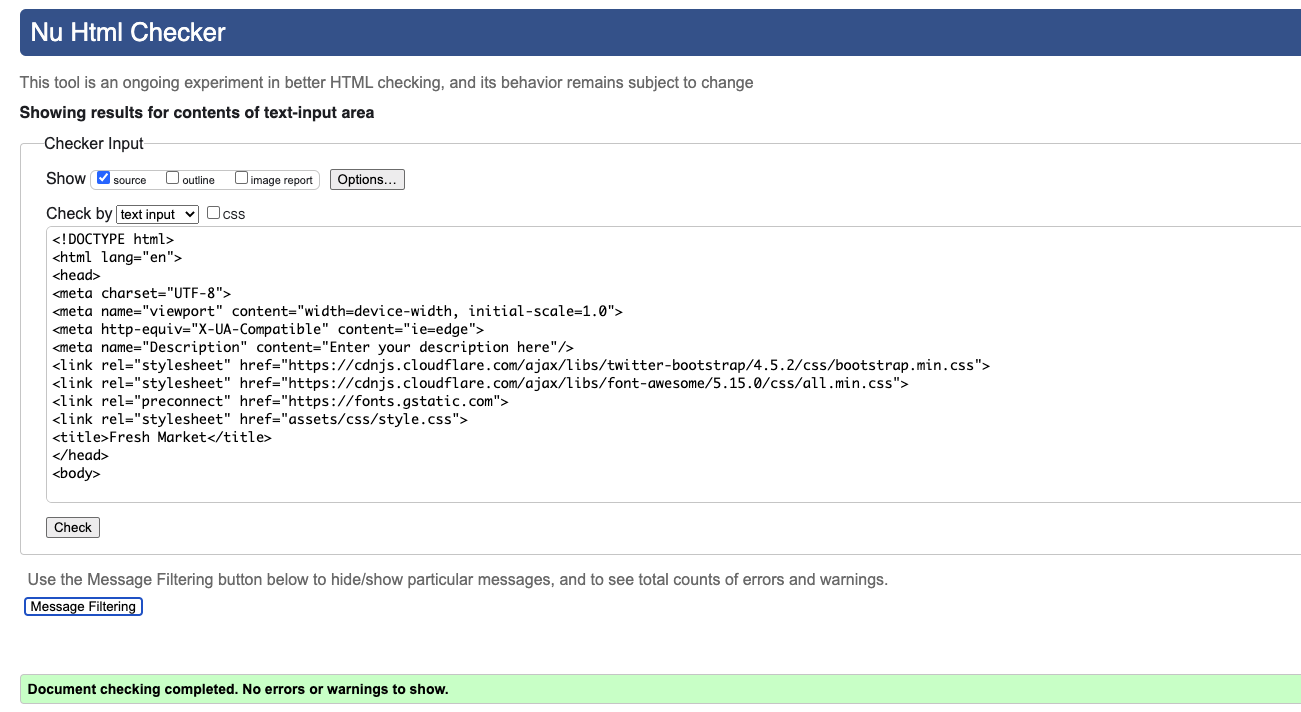 Nu Html Checker
This tool is an ongoing experiment in better HTML checking, and its behavior remains subject to change
Showing results for contents of text-input area
Checker Input
Show source outline image report Options...
Check by text input css
<!DOCTYPE html>
<html lang="en">
<head>
<meta charset="UTF-8">
<meta name="viewport" content="width=device-width, initial-scale=1.0">
<meta http-equiv="X-UA-Compatible" content="ie=edge">
<meta name="Description" content="Enter your description here"/>
<link rel="stylesheet" href="https://cdnjs.cloudflare.com/ajax/libs/twitter-bootstrap/4.5.2/css/bootstrap.min.css">
<link rel="stylesheet" href="https://cdnjs.cloudflare.com/ajax/libs/font-awesome/5.15.0/css/all.min.css">
<link rel="preconnect" href="https://fonts.gstatic.com">
<link rel="stylesheet" href="assets/css/style.css">
<title>Fresh Market</title>
</head>
<body>
Check
Use the Message Filtering button below to hide/show particular messages, and to see total counts of errors and warnings.
Message Filtering
Document checking completed. No errors or warnings to show.